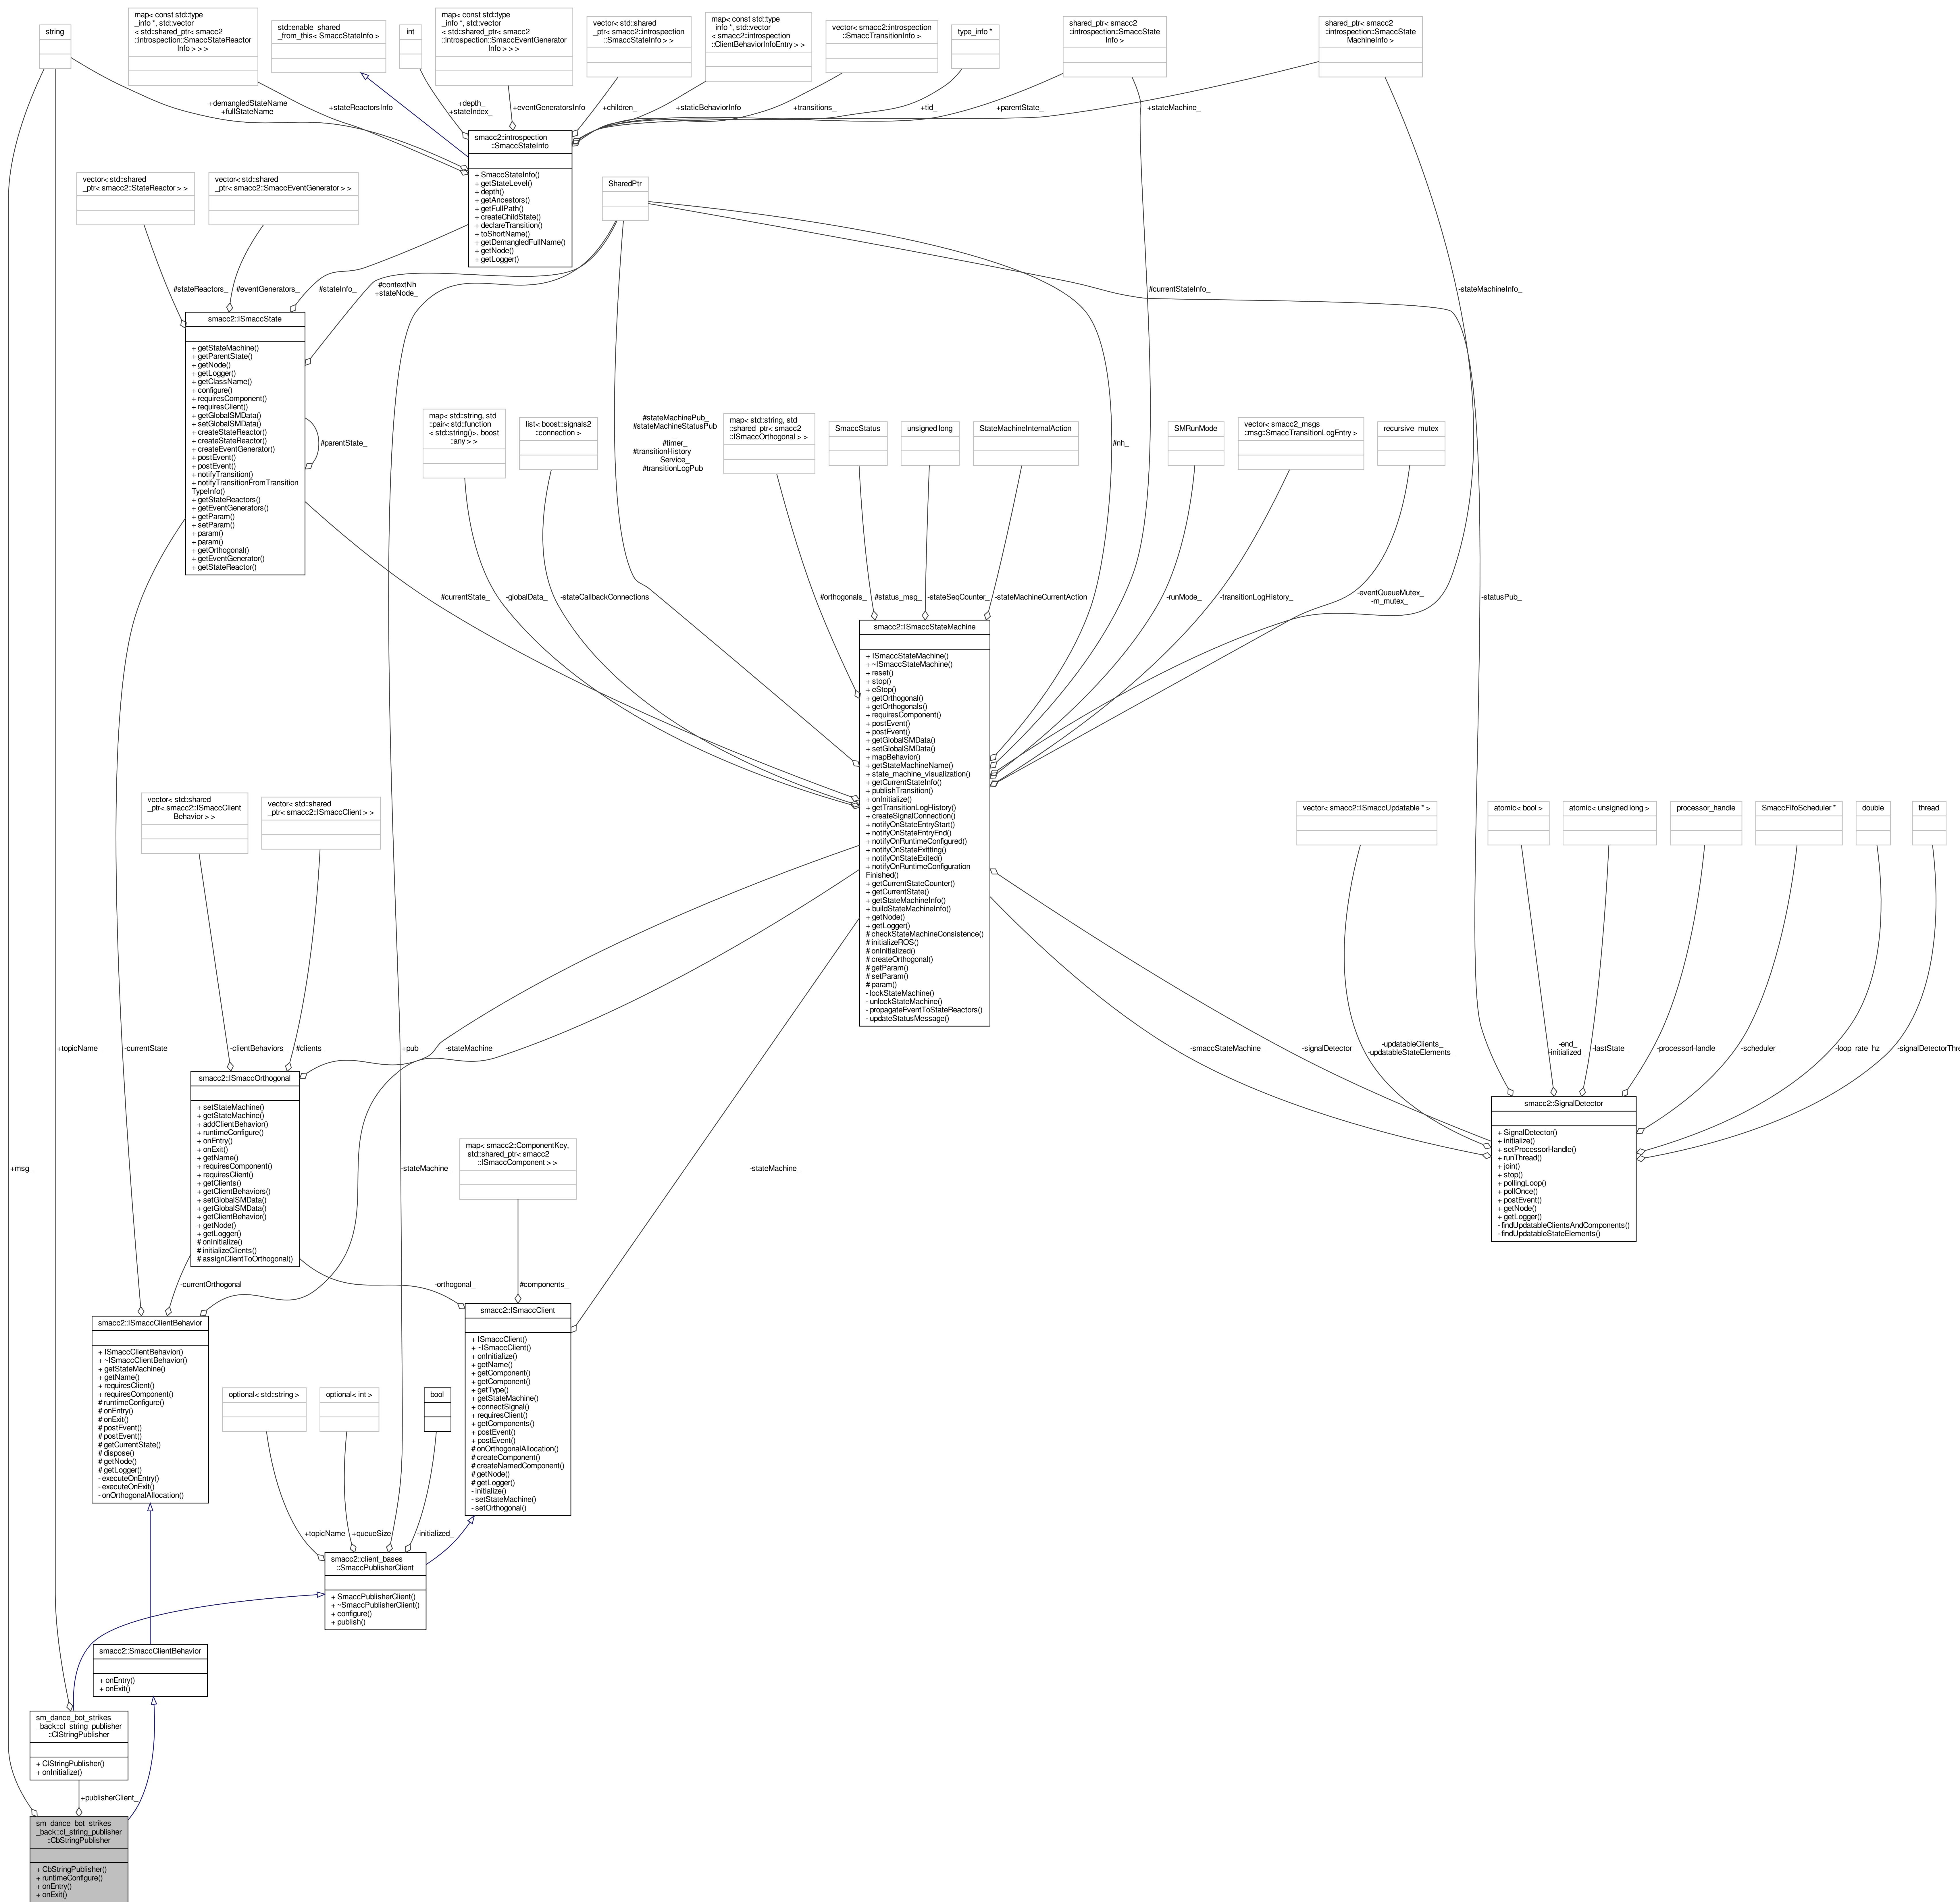 string
map< const std::type
_info *, std::vector
< std::shared_ptr< smacc2
::introspection::SmaccStateReactor
Info > > >
std::enable_shared
_from_this< SmaccStateInfo >
int
map< const std::type
_info *, std::vector
< std::shared_ptr< smacc2
::introspection::SmaccEventGenerator
Info > > >
vector< std::shared
_ptr< smacc2::introspection
::SmaccStateInfo > >
map< const std::type
_info *, std::vector
< smacc2::introspection
::ClientBehaviorInfoEntry > >
vector< smacc2::introspection
::SmaccTransitionInfo >
type_info *
shared_ptr< smacc2
::introspection::SmaccState
Info >
shared_ptr< smacc2
::introspection::SmaccState
MachineInfo >
+demangledStateName
+fullStateName
+stateReactorsInfo
+depth_
+stateIndex_
+eventGeneratorsInfo
+children_
+staticBehaviorInfo
+transitions_
+tid_
+parentState_
+stateMachine_
smacc2::introspection
::SmaccStateInfo
+ SmaccStateInfo()
+ getStateLevel()
+ depth()
+ getAncestors()
+ getFullPath()
+ createChildState()
+ declareTransition()
+ toShortName()
+ getDemangledFullName()
+ getNode()
+ getLogger()
vector< std::shared
_ptr< smacc2::StateReactor > >
vector< std::shared
_ptr< smacc2::SmaccEventGenerator > >
SharedPtr
#stateReactors_
#eventGenerators_
#stateInfo_
#contextNh
+stateNode_
#currentStateInfo_
-stateMachineInfo_
smacc2::ISmaccState
+ getStateMachine()
+ getParentState()
+ getNode()
+ getLogger()
+ getClassName()
+ configure()
+ requiresComponent()
+ requiresClient()
+ getGlobalSMData()
+ setGlobalSMData()
+ createStateReactor()
+ createStateReactor()
+ createEventGenerator()
+ postEvent()
+ postEvent()
+ notifyTransition()
+ notifyTransitionFromTransition
TypeInfo()
+ getStateReactors()
+ getEventGenerators()
+ getParam()
+ setParam()
+ param()
+ param()
+ getOrthogonal()
+ getEventGenerator()
+ getStateReactor()
#parentState_
map< std::string, std
::pair< std::function
< std::string()>, boost
::any > >
list< boost::signals2
::connection >
#stateMachinePub_
#stateMachineStatusPub
_
#timer_
#transitionHistory
Service_
#transitionLogPub_
map< std::string, std
::shared_ptr< smacc2
::ISmaccOrthogonal > >
SmaccStatus
unsigned long
StateMachineInternalAction
#nh_
SMRunMode
vector< smacc2_msgs
::msg::SmaccTransitionLogEntry >
recursive_mutex
#currentState_
-globalData_
-stateCallbackConnections
#orthogonals_
#status_msg_
-stateSeqCounter_
-stateMachineCurrentAction
-runMode_
-transitionLogHistory_
-eventQueueMutex_
-m_mutex_
-statusPub_
smacc2::ISmaccStateMachine
+ ISmaccStateMachine()
+ ~ISmaccStateMachine()
+ reset()
+ stop()
+ eStop()
+ getOrthogonal()
+ getOrthogonals()
+ requiresComponent()
+ postEvent()
+ postEvent()
+ getGlobalSMData()
+ setGlobalSMData()
+ mapBehavior()
+ getStateMachineName()
+ state_machine_visualization()
+ getCurrentStateInfo()
+ publishTransition()
+ onInitialize()
+ getTransitionLogHistory()
+ createSignalConnection()
+ notifyOnStateEntryStart()
+ notifyOnStateEntryEnd()
+ notifyOnRuntimeConfigured()
+ notifyOnStateExitting()
+ notifyOnStateExited()
+ notifyOnRuntimeConfiguration
Finished()
+ getCurrentStateCounter()
+ getCurrentState()
+ getStateMachineInfo()
+ buildStateMachineInfo()
+ getNode()
+ getLogger()
# checkStateMachineConsistence()
# initializeROS()
# onInitialized()
# createOrthogonal()
# getParam()
# setParam()
# param()
- lockStateMachine()
- unlockStateMachine()
- propagateEventToStateReactors()
- updateStatusMessage()
vector< std::shared
_ptr< smacc2::ISmaccClient
Behavior > >
vector< std::shared
_ptr< smacc2::ISmaccClient > >
vector< smacc2::ISmaccUpdatable * >
atomic< bool >
atomic< unsigned long >
processor_handle
SmaccFifoScheduler *
double
thread
+topicName_
-currentState
-clientBehaviors_
#clients_
+pub_
-stateMachine_
-smaccStateMachine_
-signalDetector_
-updatableClients_
-updatableStateElements_
-end_
-initialized_
-lastState_
-processorHandle_
-scheduler_
-loop_rate_hz
-signalDetectorThre
smacc2::ISmaccOrthogonal
+ setStateMachine()
+ getStateMachine()
+ addClientBehavior()
+ runtimeConfigure()
+ onEntry()
+ onExit()
+ getName()
+ requiresComponent()
+ requiresClient()
+ getClients()
+ getClientBehaviors()
+ setGlobalSMData()
+ getGlobalSMData()
+ getClientBehavior()
+ getNode()
+ getLogger()
# onInitialize()
# initializeClients()
# assignClientToOrthogonal()
smacc2::SignalDetector
+ SignalDetector()
+ initialize()
+ setProcessorHandle()
+ runThread()
+ join()
+ stop()
+ pollingLoop()
+ pollOnce()
+ postEvent()
+ getNode()
+ getLogger()
- findUpdatableClientsAndComponents()
- findUpdatableStateElements()
map< smacc2::ComponentKey,
std::shared_ptr< smacc2
::ISmaccComponent > >
+msg_
-stateMachine_
-stateMachine_
-currentOrthogonal
-orthogonal_
#components_
smacc2::ISmaccClientBehavior
+ ISmaccClientBehavior()
+ ~ISmaccClientBehavior()
+ getStateMachine()
+ getName()
+ requiresClient()
+ requiresComponent()
# runtimeConfigure()
# onEntry()
# onExit()
# postEvent()
# postEvent()
# getCurrentState()
# dispose()
# getNode()
# getLogger()
- executeOnEntry()
- executeOnExit()
- onOrthogonalAllocation()
smacc2::ISmaccClient
+ ISmaccClient()
+ ~ISmaccClient()
+ onInitialize()
+ getName()
+ getComponent()
+ getComponent()
+ getType()
+ getStateMachine()
+ connectSignal()
+ requiresClient()
+ getComponents()
+ postEvent()
+ postEvent()
# onOrthogonalAllocation()
# createComponent()
# createNamedComponent()
# getNode()
# getLogger()
- initialize()
- setStateMachine()
- setOrthogonal()
optional< std::string >
optional< int >
bool
+topicName
+queueSize
-initialized_
smacc2::client_bases
::SmaccPublisherClient
+ SmaccPublisherClient()
+ ~SmaccPublisherClient()
+ configure()
+ publish()
smacc2::SmaccClientBehavior
+ onEntry()
+ onExit()
sm_dance_bot_strikes
_back::cl_string_publisher
::ClStringPublisher
+ ClStringPublisher()
+ onInitialize()
+publisherClient_
sm_dance_bot_strikes
_back::cl_string_publisher
::CbStringPublisher
+ CbStringPublisher()
+ runtimeConfigure()
+ onEntry()
+ onExit()